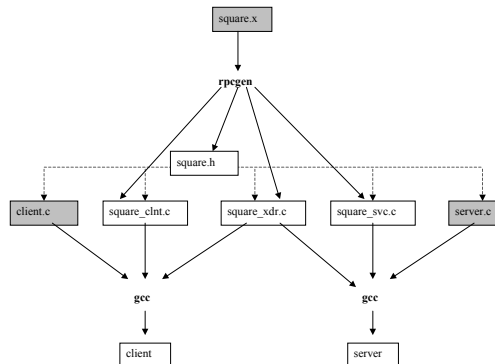 square.x
rpcgen
square.h
client.c square_clnt.c square_xdr.c square_svc.c server.c
gcc gcc
client server